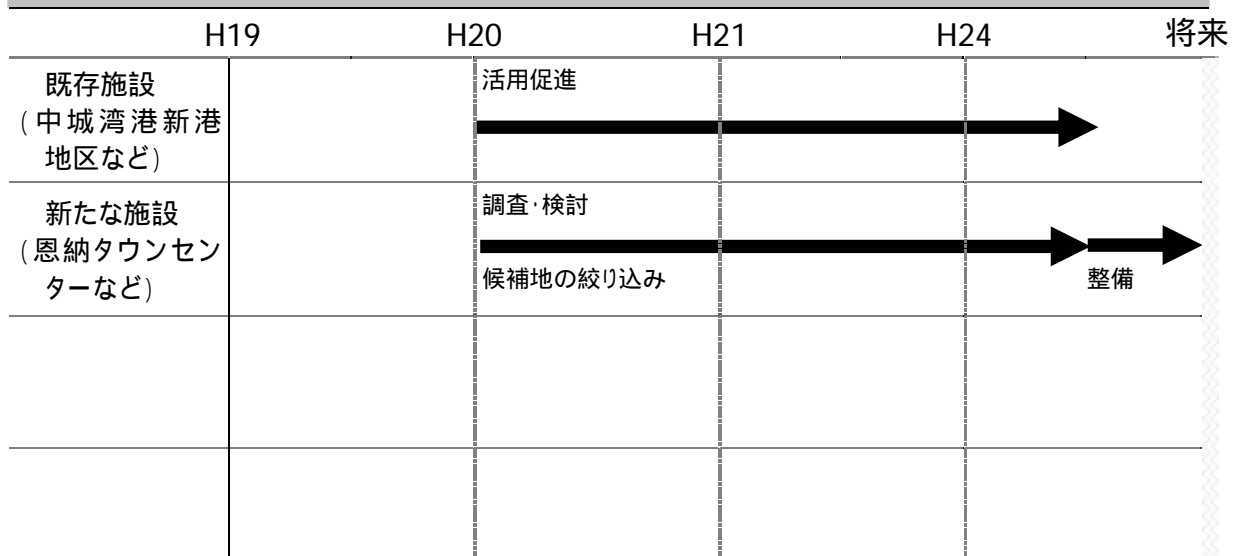 H19 H20 H21 H24 将来
既存施設
(中城湾港新港
地区など)
活用促進
新たな施設
(恩納タウンセン
ターなど)
調査・検討
候補地の絞り込み
整備